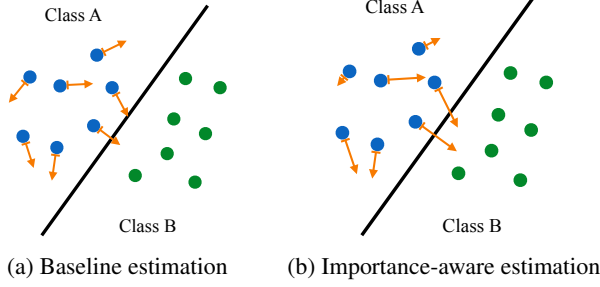 Class A
Class A
Class B
Class B
(a) Baseline estimation
(b) Importance-aware estimation